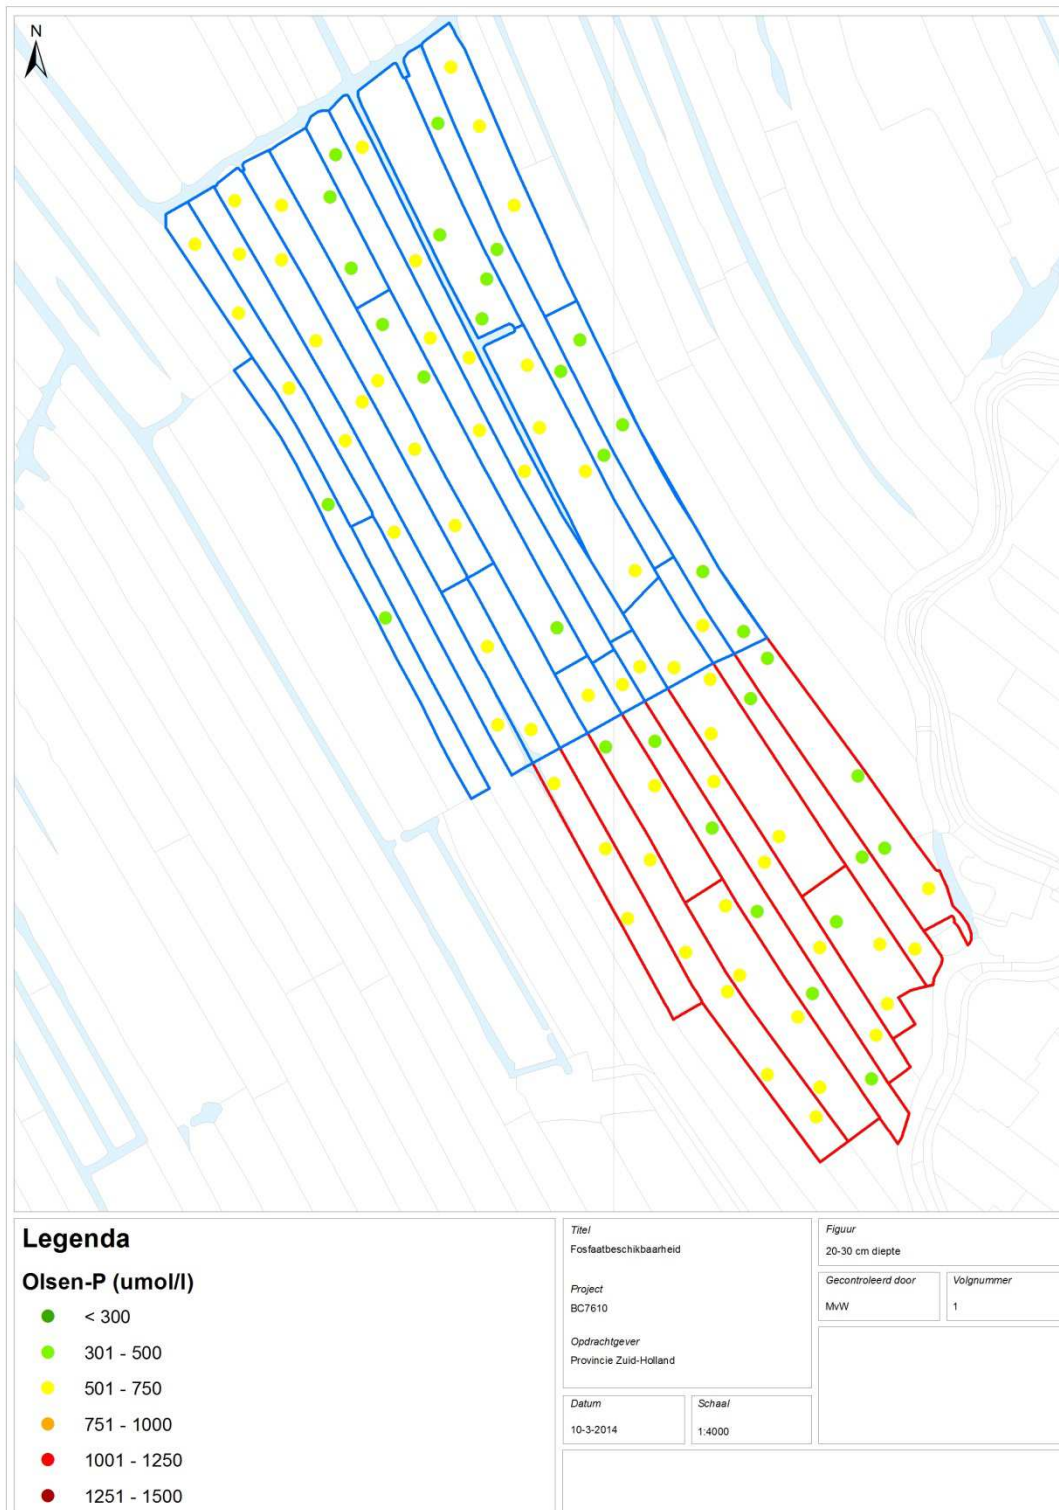 N
Legenda
Olsen-P (umol/l)
< 300
301 - 500
501 - 750
751 - 1000
1001 - 1250
1251 - 1500
Titel
Fosfaatbeschikbaarheid
Project
BC7610
Opdrachtgever
Provincie Zuid-Holland
Datum
10-3-2014
Schaal
1:4000
Figuur
20-30 cm diepte
Gecontroleerd door
MvW
Volgnummer
1